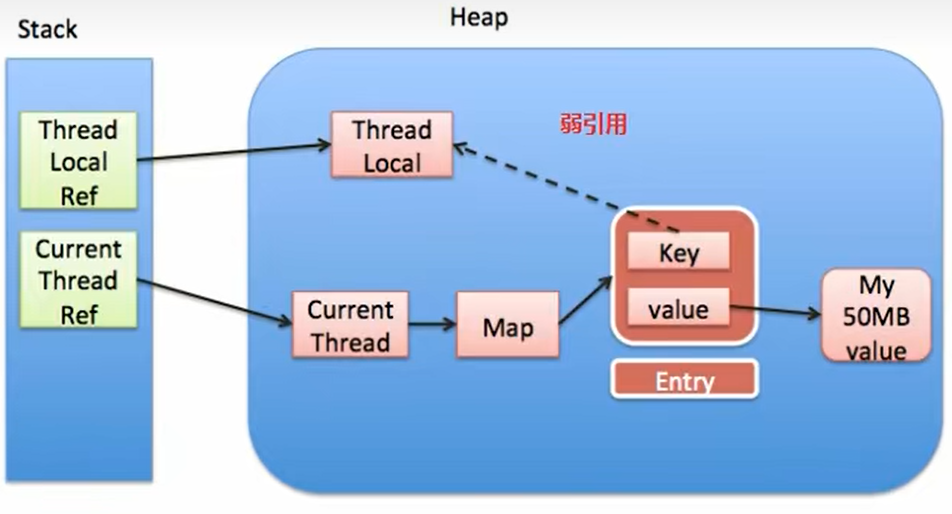 Stack
Heap
Thread
Local
Ref
Thread
Local
弱引用
Current
Thread
Ref
Key
Current
Thread
Map
value
My
50MB
value
Entry